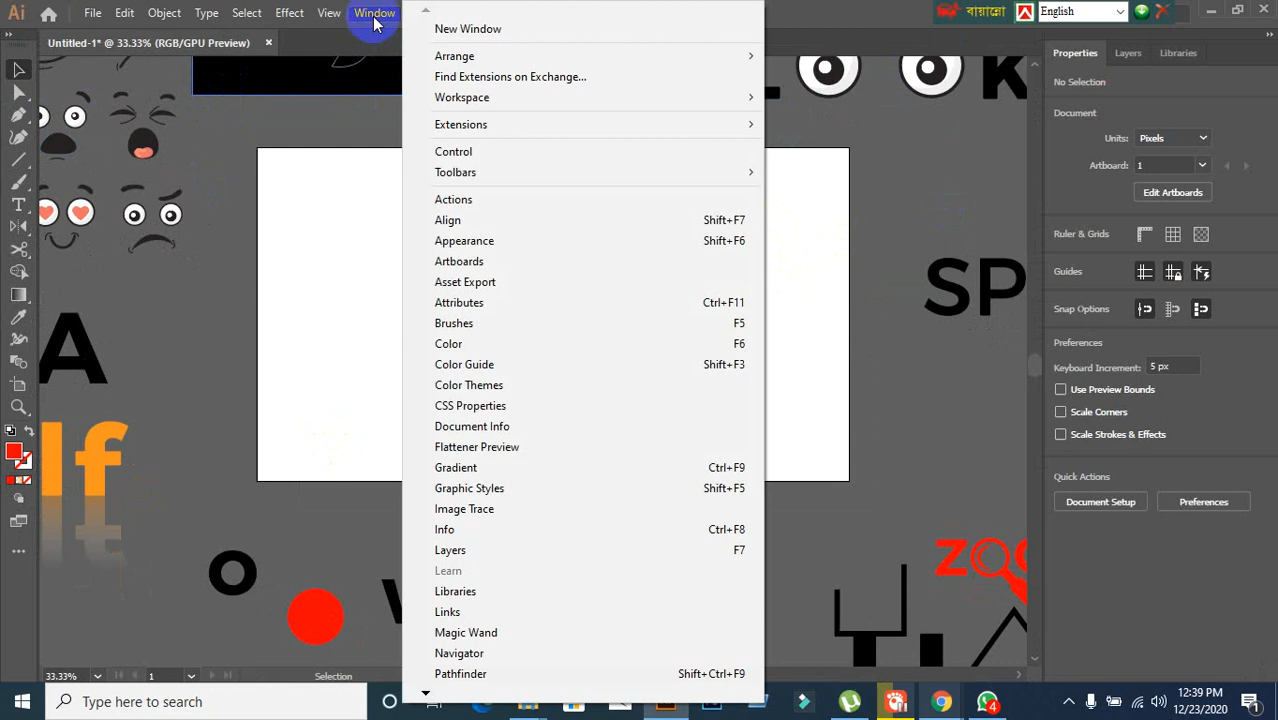 Ai Edit Object Type Select Effect View Window
বায়ান্নো English
Untitled-1* @ 33.33% (RGB/GPU Preview) ×
New Window
Arrange
Find Extensions on Exchange...
Workspace
Extensions
Control
Toolbars
Actions
Align Shift+F7
Appearance Shift+F6
Artboards
Asset Export
Attributes Ctrl+F11
Brushes F5
Color F6
Color Guide Shift+F3
Color Themes
CSS Properties
Document Info
Flattener Preview
Gradient Ctrl+F9
Graphic Styles Shift+F5
Image Trace
Info Ctrl+F8
Layers F7
Learn
Libraries
Links
Magic Wand
Navigator
Pathfinder Shift+Ctrl+F9
Properties Layers Libraries
No Selection
Document
Units: Pixels
Artboard: 1
Edit Artboards
Ruler & Grids
Guides
Snap Options
Preferences
Keyboard Increment: 5 px
Use Preview Bounds
Scale Corners
Scale Strokes & Effects
Quick Actions
Document Setup Preferences
K
SP
A
lf
O
33.33% 1 Selection
Type here to search
4
12:39 PM
12/23/2020
1